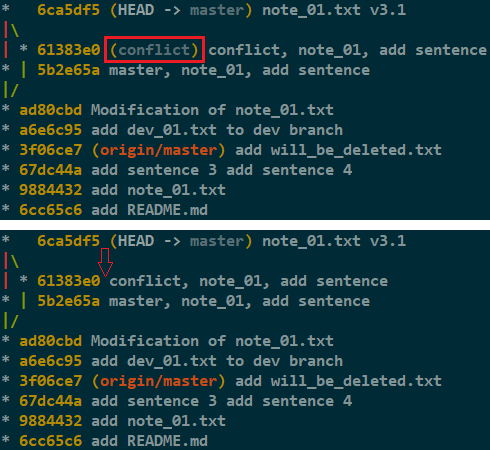 *   6ca5df5 (HEAD -> master) note_01.txt v3.1
|\
| * 61383e0 (conflict) conflict, note_01, add sentence
* | 5b2e65a master, note_01, add sentence
|/
* ad80cbd Modification of note_01.txt
* a6e6c95 add dev_01.txt to dev branch
* 3f06ce7 (origin/master) add will_be_deleted.txt
* 67dc44a add sentence 3 add sentence 4
* 9884432 add note_01.txt
* 6cc65c6 add README.md
*   6ca5df5 (HEAD -> master) note_01.txt v3.1
|\
| * 61383e0 conflict, note_01, add sentence
* | 5b2e65a master, note_01, add sentence
|/
* ad80cbd Modification of note_01.txt
* a6e6c95 add dev_01.txt to dev branch
* 3f06ce7 (origin/master) add will_be_deleted.txt
* 67dc44a add sentence 3 add sentence 4
* 9884432 add note_01.txt
* 6cc65c6 add README.md